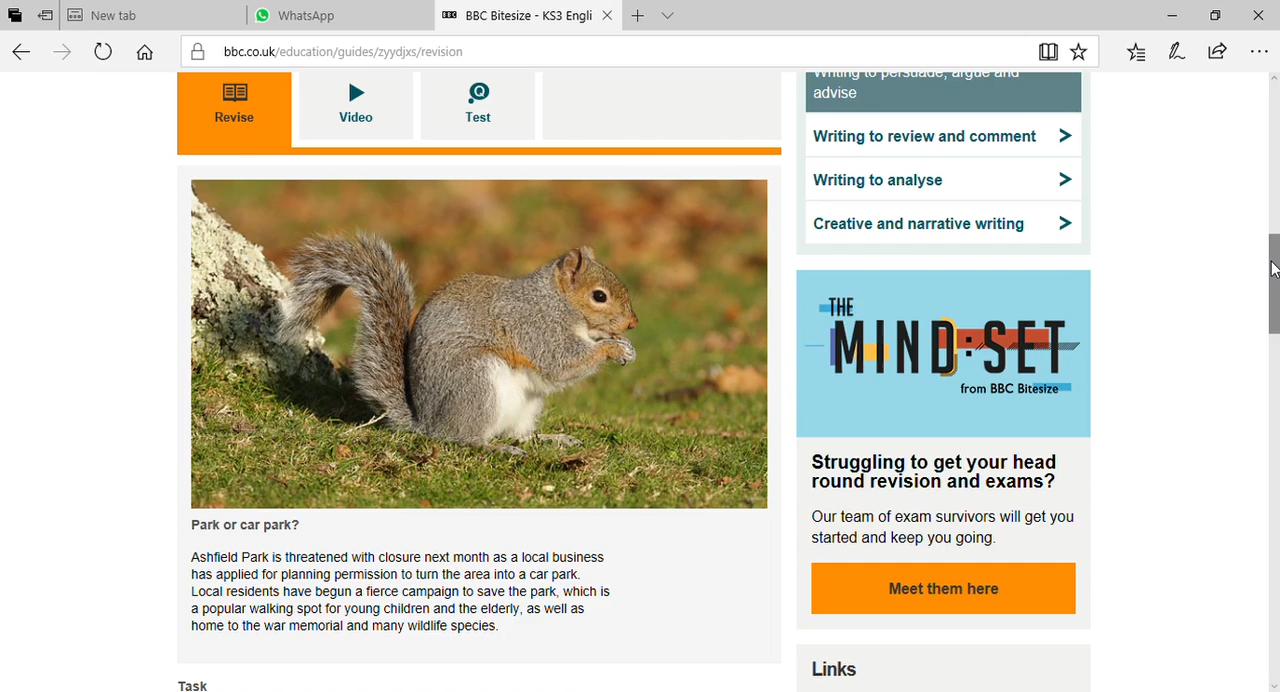 New tab
WhatsApp
BBC BBC Bitesize - KS3 Engli
bbc.co.uk/education/guides/zyydjxs/revision
Revise
Video
Test
Park or car park?
Ashfield Park is threatened with closure next month as a local business
has applied for planning permission to turn the area into a car park.
Local residents have begun a fierce campaign to save the park, which is
a popular walking spot for young children and the elderly, as well as
home to the war memorial and many wildlife species.
Task
Writing to persuade, argue and
advise
Writing to review and comment
Writing to analyse
Creative and narrative writing
THE
MIND:SET
from BBC Bitesize
Struggling to get your head
round revision and exams?
Our team of exam survivors will get you
started and keep you going.
Meet them here
Links